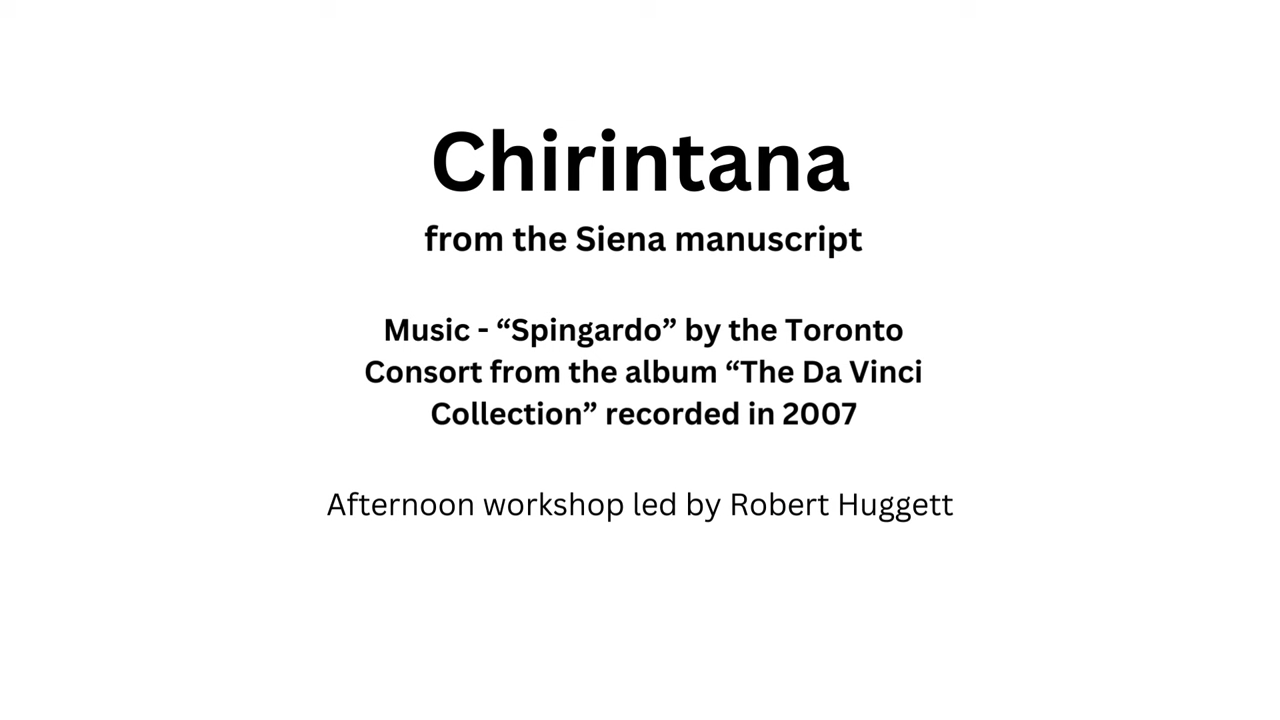 Chirintana
from the Siena manuscript
Music - “Spingardo” by the Toronto
Consort from the album “The Da Vinci
Collection” recorded in 2007
Afternoon workshop led by Robert Huggett